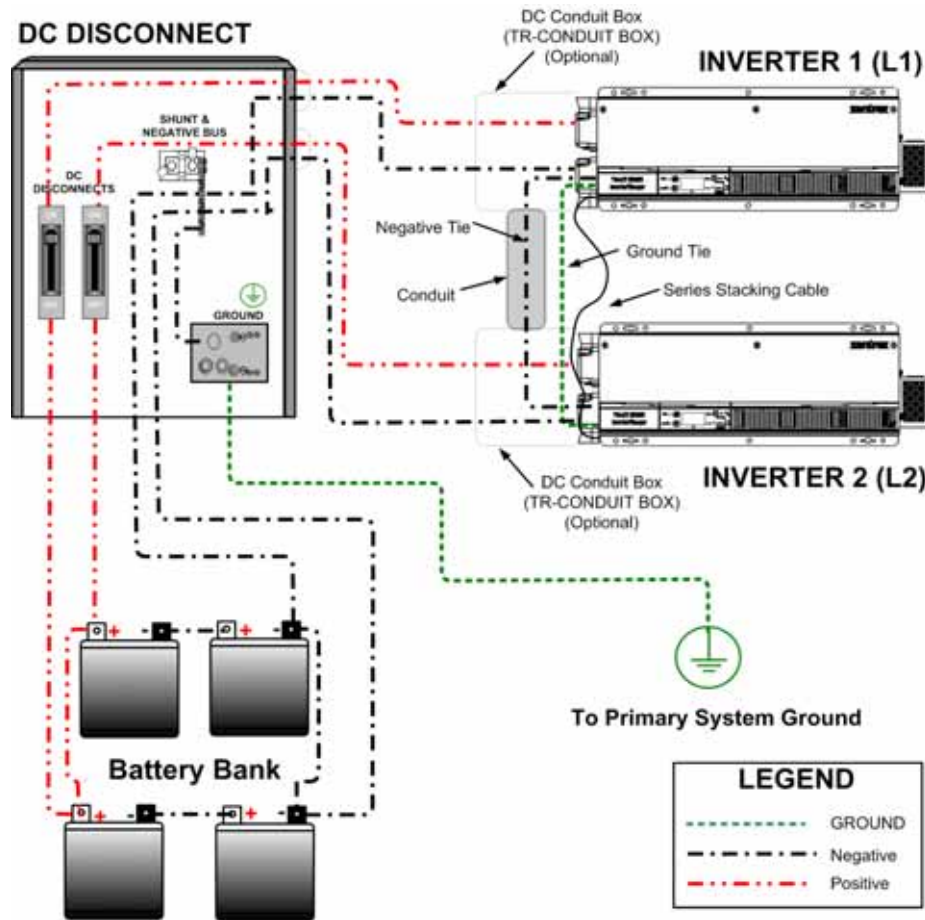 DC DISCONNECT
DC Conduit Box
(TR-CONDUIT BOX)
(Optional)
INVERTER 1 (L1)
SHUNT &
NEGATIVE BUS
DC
DISCONNECTS
Negative Tie
Ground Tie
Conduit
Series Stacking Cable
GROUND
DC Conduit Box
(TR-CONDUIT BOX)
(Optional)
INVERTER 2 (L2)
+
-
+
-
To Primary System Ground
Battery Bank
+
-
+
-
LEGEND
GROUND
Negative
Positive